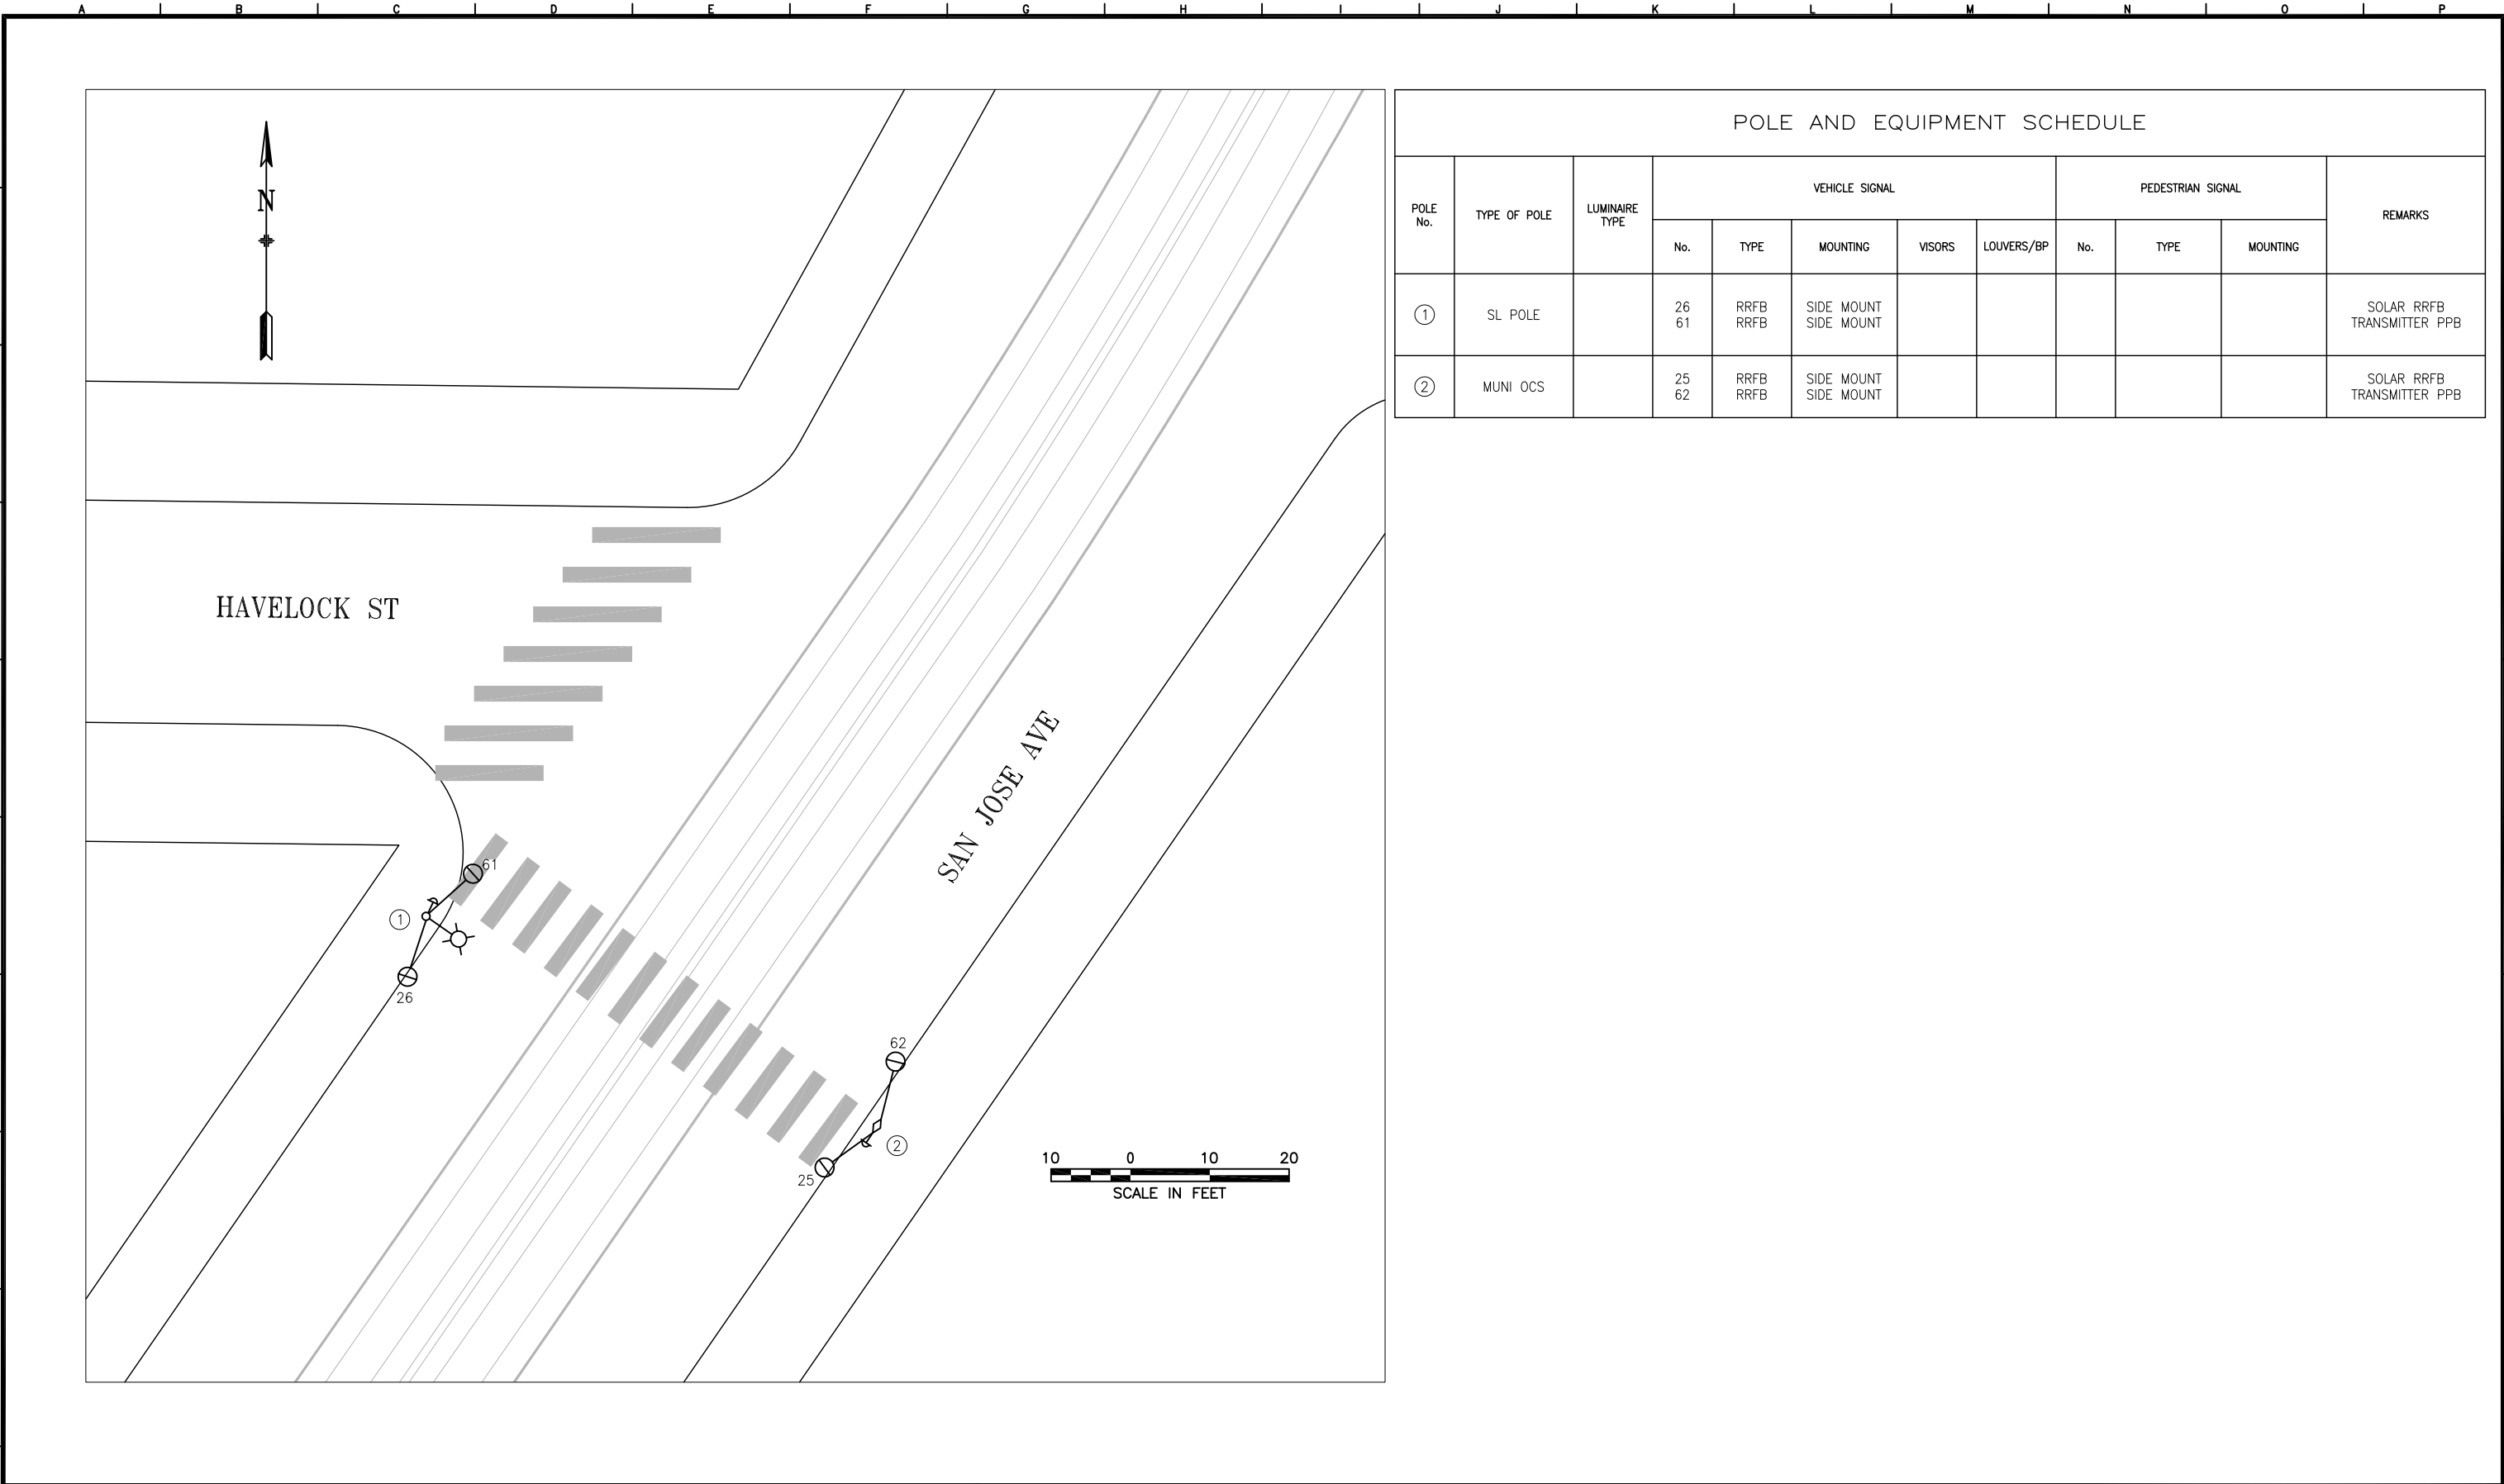 A B C D E F G H I J K L M N O P
N
HAVELOCK ST
SAN JOSE AVE
61
1
26
62
2
25
10 0 10 20
SCALE IN FEET
POLE AND EQUIPMENT SCHEDULE
POLE No.
TYPE OF POLE
LUMINAIRE TYPE
VEHICLE SIGNAL
PEDESTRIAN SIGNAL
REMARKS
No. TYPE MOUNTING VISORS LOUVERS/BP No. TYPE MOUNTING
1 SL POLE
26 RRFB SIDE MOUNT SOLAR RRFB
61 RRFB SIDE MOUNT TRANSMITTER PPB
2 MUNI OCS
25 RRFB SIDE MOUNT SOLAR RRFB
62 RRFB SIDE MOUNT TRANSMITTER PPB